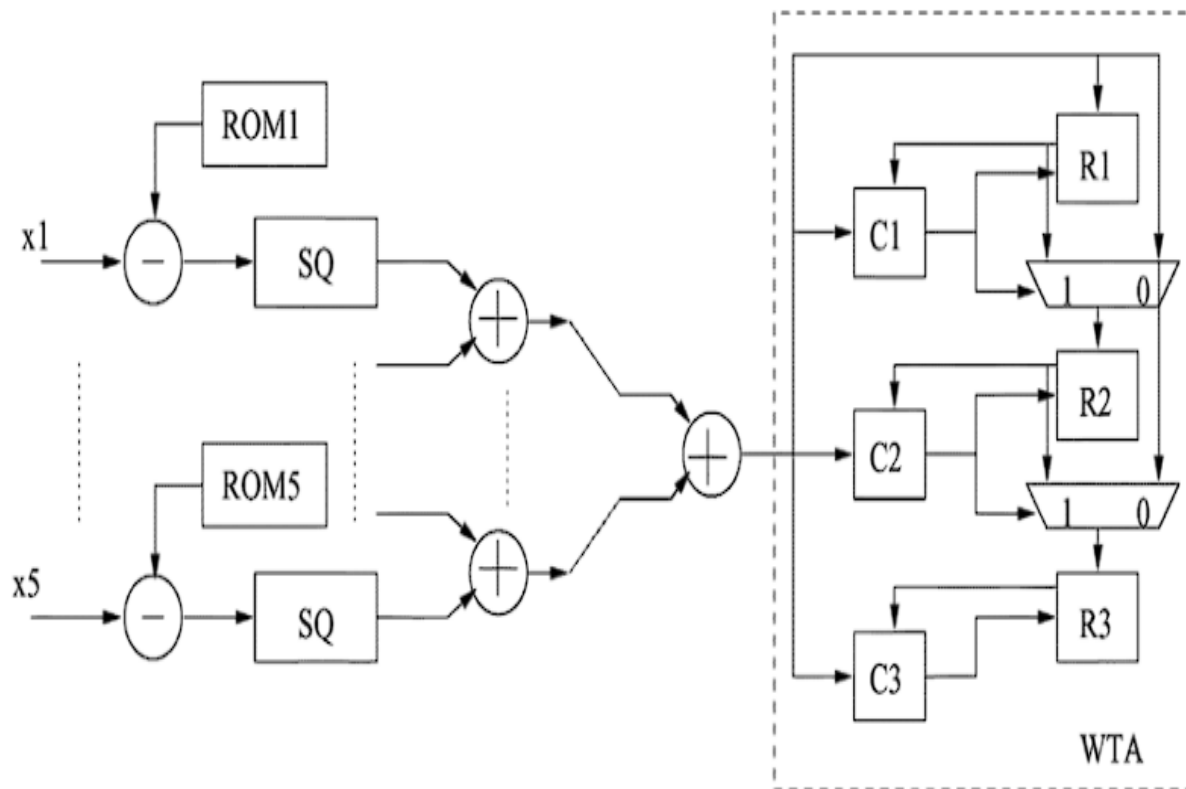 ROM1
R1
x1
-
SQ
C1
+
1 0
R2
ROM5
+
C2
1 0
x5
-
SQ
+
R3
C3
WTA